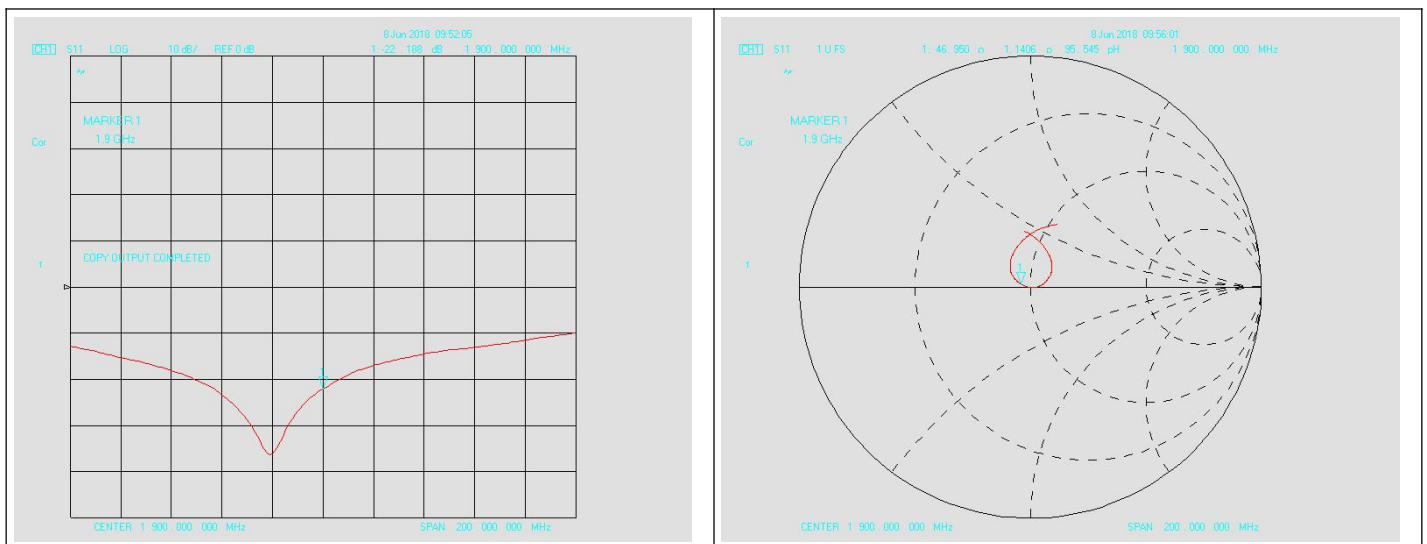 8 Jun 2018 09:52:05
CH1 S11 LOG 10 dB/ REF 0 dB 1:-22 . 188 dB 1 900 . 000 000 MHz
MARKER 1
1.9 GHz
Cor
COPY OUTPUT COMPLETED
1
CENTER 1 900 . 000 000 MHz SPAN 200 . 000 000 MHz
8 Jun 2018 09:56:01
CH1 S11 1 U FS 1: 46. 950 o 1.1406 o 95. 545 pH 1 900 . 000 000 MHz
MARKER 1
1.9 GHz
Cor
1
CENTER 1 900 . 000 000 MHz SPAN 200 . 000 000 MHz